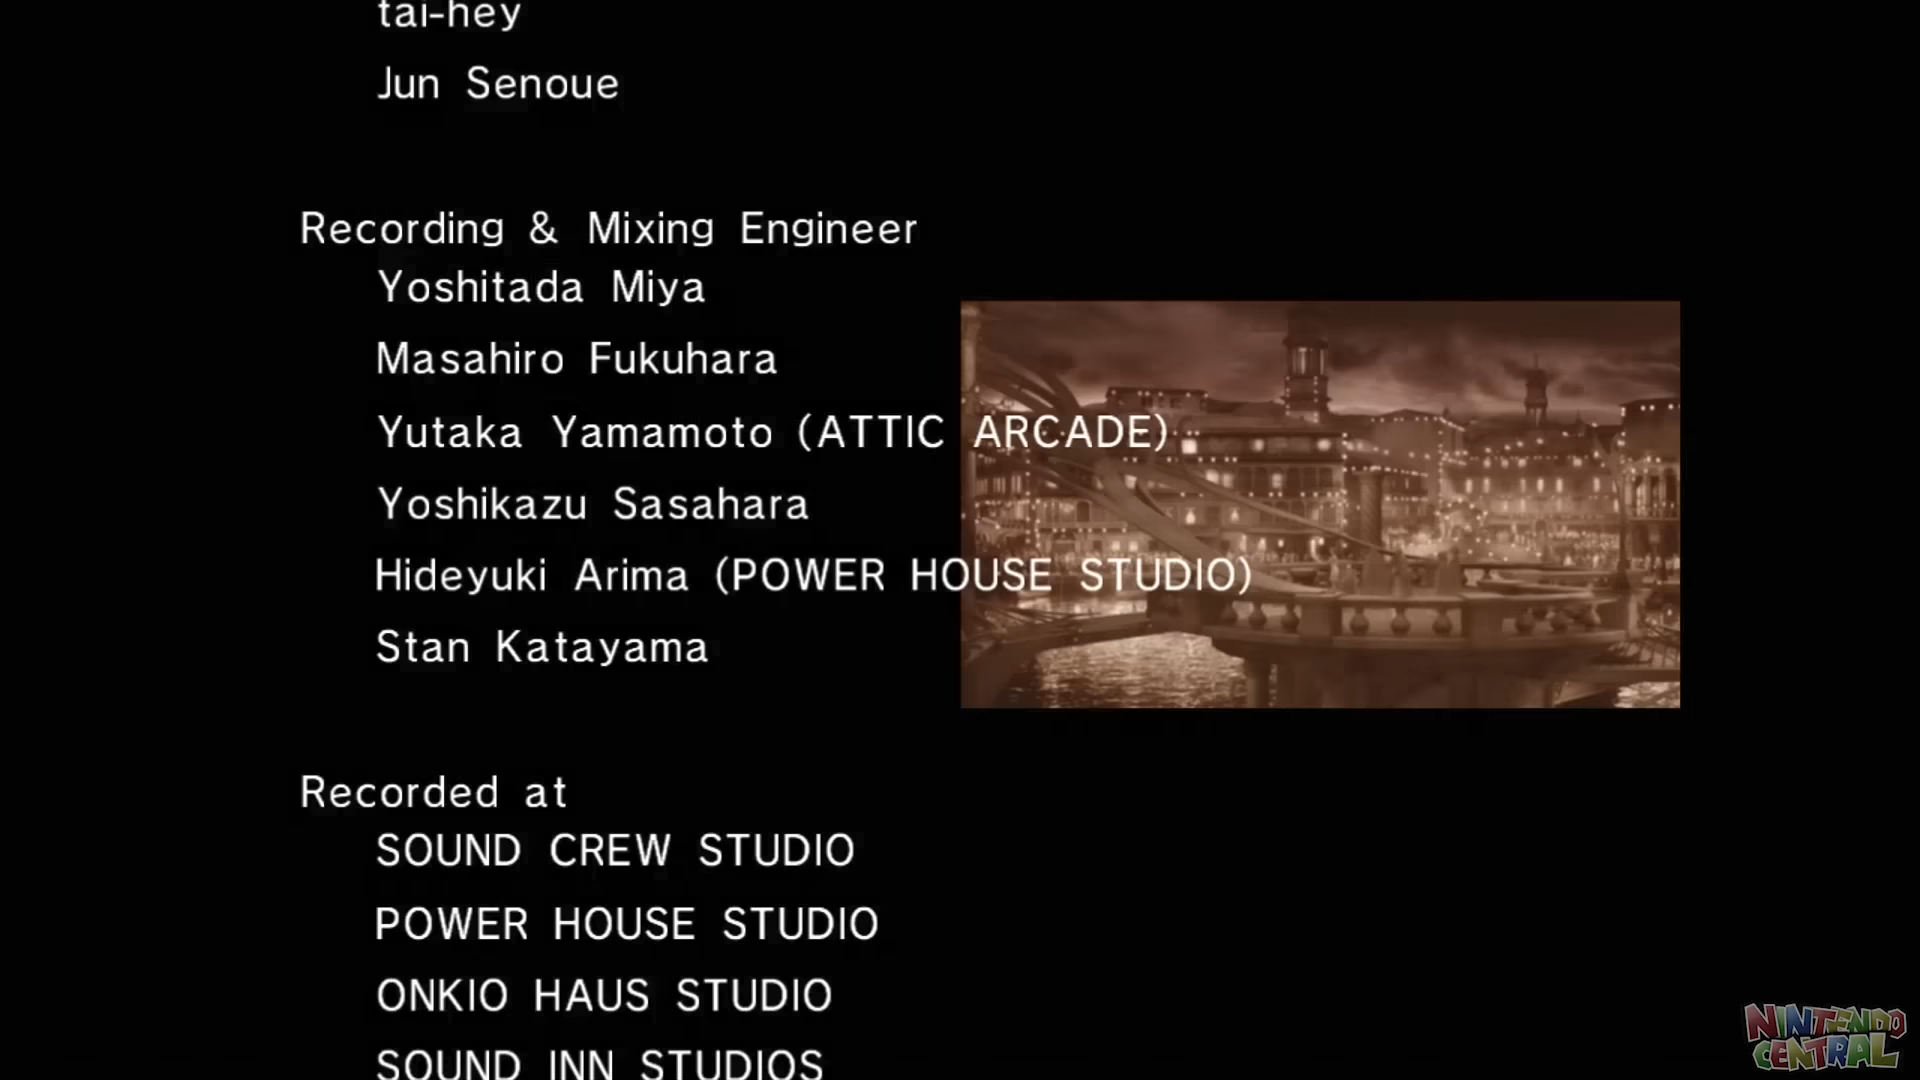 tai-hey
Jun Senoue
Recording & Mixing Engineer
Yoshitada Miya
Masahiro Fukuhara
Yutaka Yamamoto (ATTIC ARCADE)
Yoshikazu Sasahara
Hideyuki Arima (POWER HOUSE STUDIO)
Stan Katayama
Recorded at
SOUND CREW STUDIO
POWER HOUSE STUDIO
ONKIO HAUS STUDIO
SOUND INN STUDIOS
NINTENDO
CENTRAL